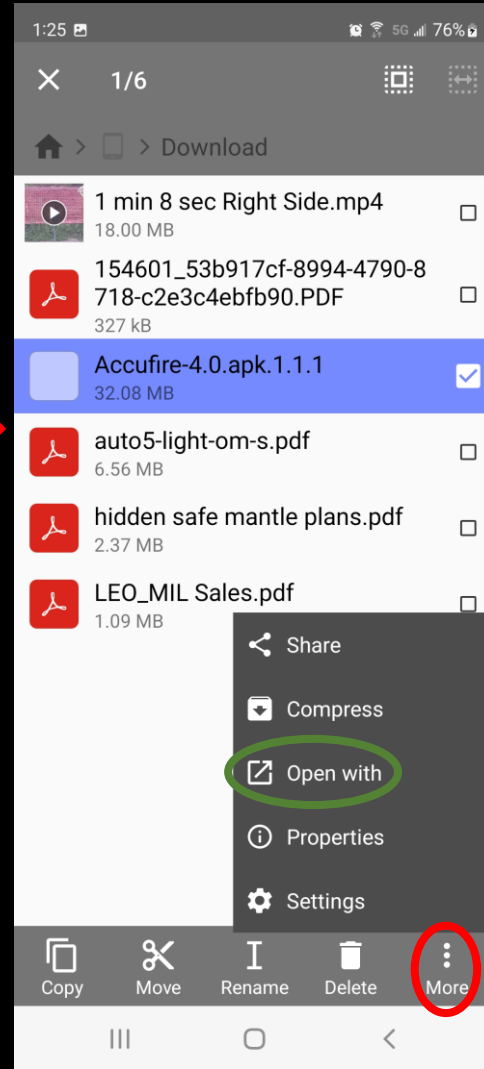 1:25 5G 76%
1/6
> > Download
1 min 8 sec Right Side.mp4
18.00 MB
154601_53b917cf-8994-4790-8
718-c2e3c4ebfb90.PDF
327 kB
Accufire-4.0.apk.1.1.1
32.08 MB
auto5-light-om-s.pdf
6.56 MB
hidden safe mantle plans.pdf
2.37 MB
LEO_MIL Sales.pdf
1.09 MB
Share
Compress
Open with
Properties
Settings
Copy Move Rename Delete More